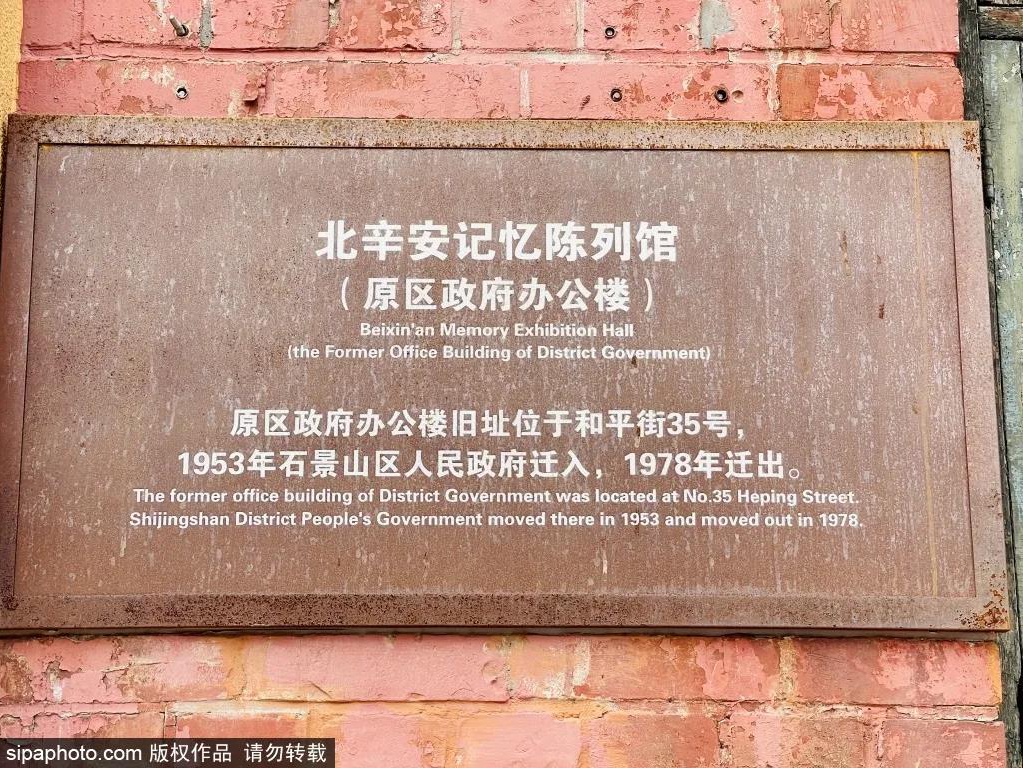 北辛安记忆陈列馆
（原区政府办公楼）
Beixin'an Memory Exhibition Hall
(the Former Office Building of District Government)
原区政府办公楼旧址位于和平街35号，
1953年石景山区人民政府迁入，1978年迁出。
The former office building of District Government was located at No.35 Heping Street.
Shijingshan District People's Government moved there in 1953 and moved out in 1978.
sipaphoto.com 版权作品 请勿转载